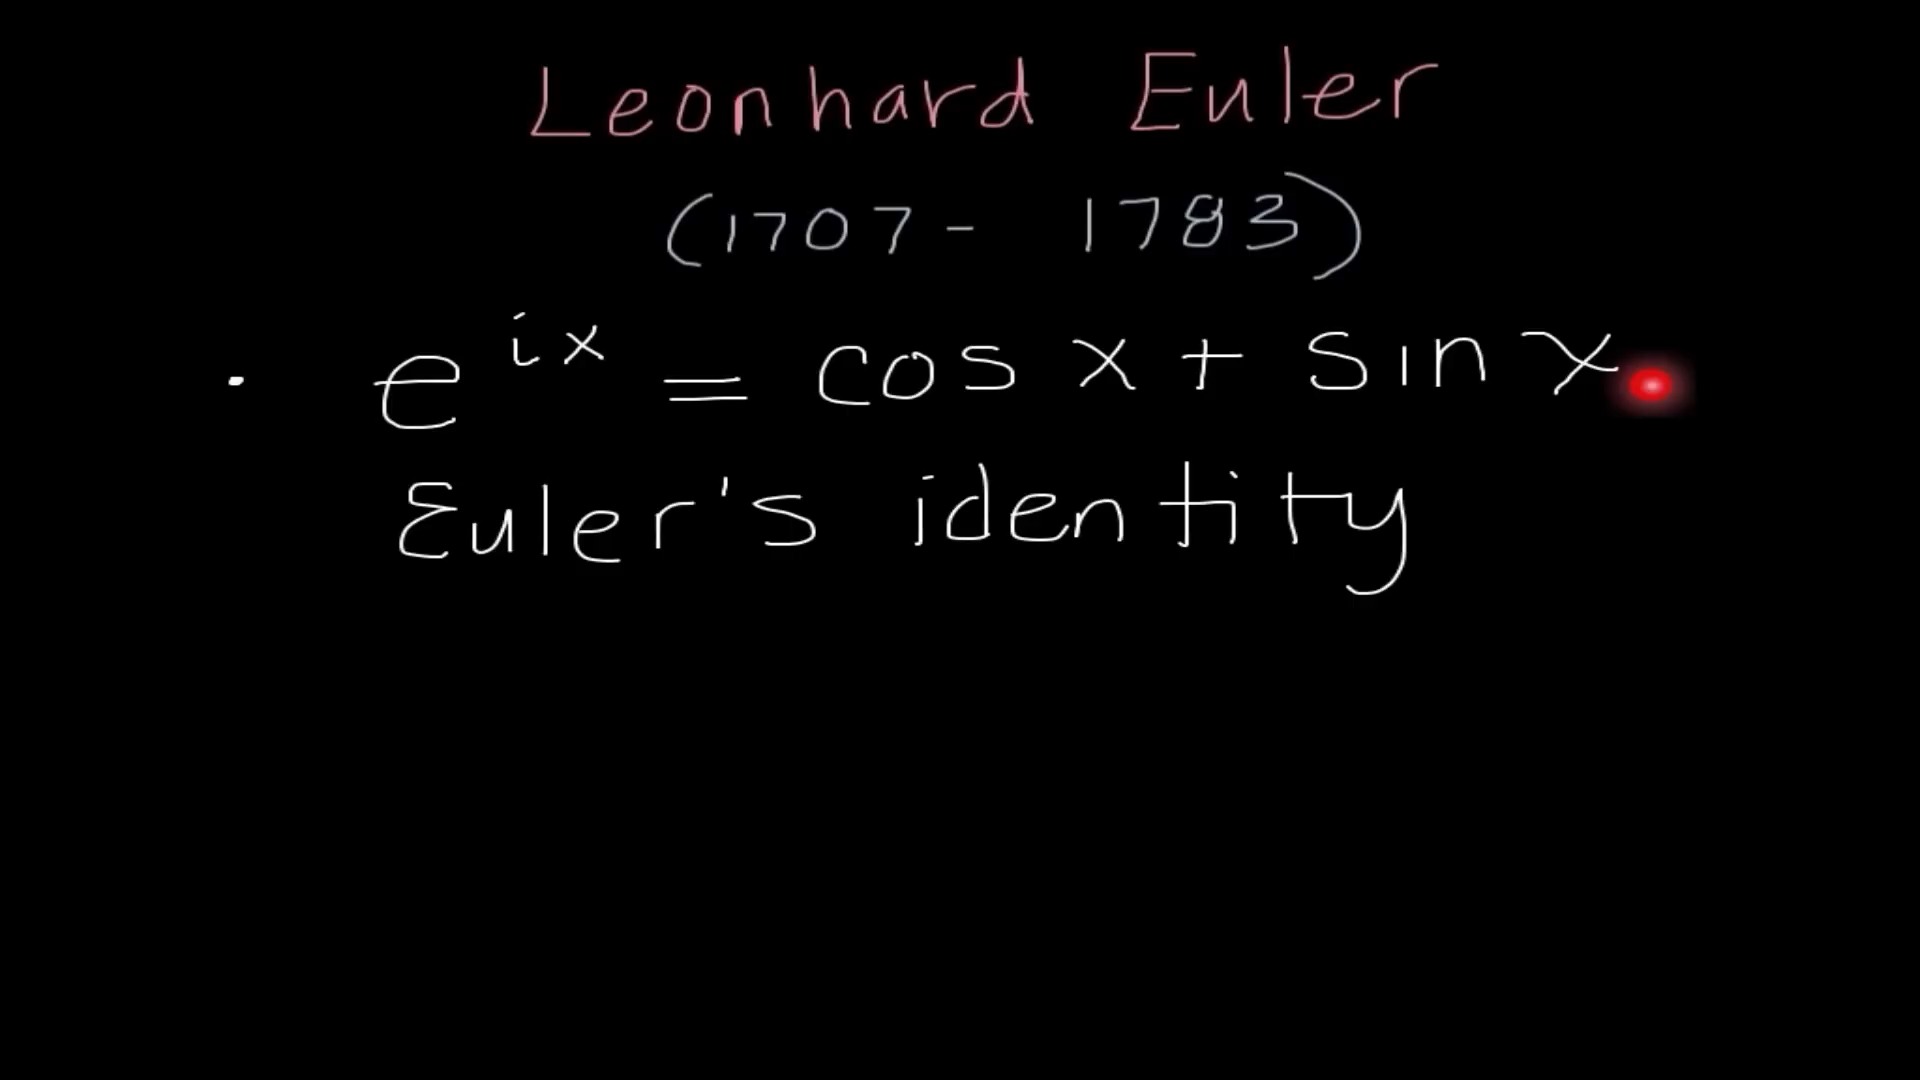 Leonhard Euler
(1707 - 1783)
· e^ix = cos x + sin x
Euler's identity